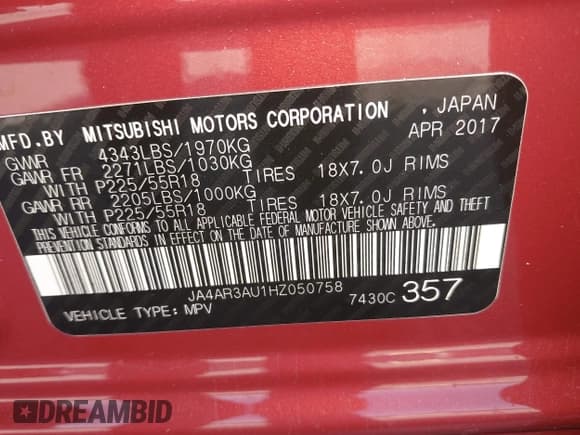 MFD.BY MITSUBISHI MOTORS CORPORATION , JAPAN
GVWR 4343LBS/1970KG APR 2017
GAWR FR 2271LBS/1030KG
WITH P225/55R18 TIRES 18X7.0J RIMS
GAWR RR 2205LBS/1000KG
WITH P225/55R18 TIRES 18X7.0J RIMS
THIS VEHICLE CONFORMS TO ALL APPLICABLE FEDERAL MOTOR VEHICLE SAFETY AND THEFT
PREVENTION STANDARDS IN EFFECT ON THE DATE OF MANUFACTURE SHOWN ABOVE.
JA4AR3AU1HZ050758
VEHICLE TYPE: MPV 7430C 357
DREAMBID